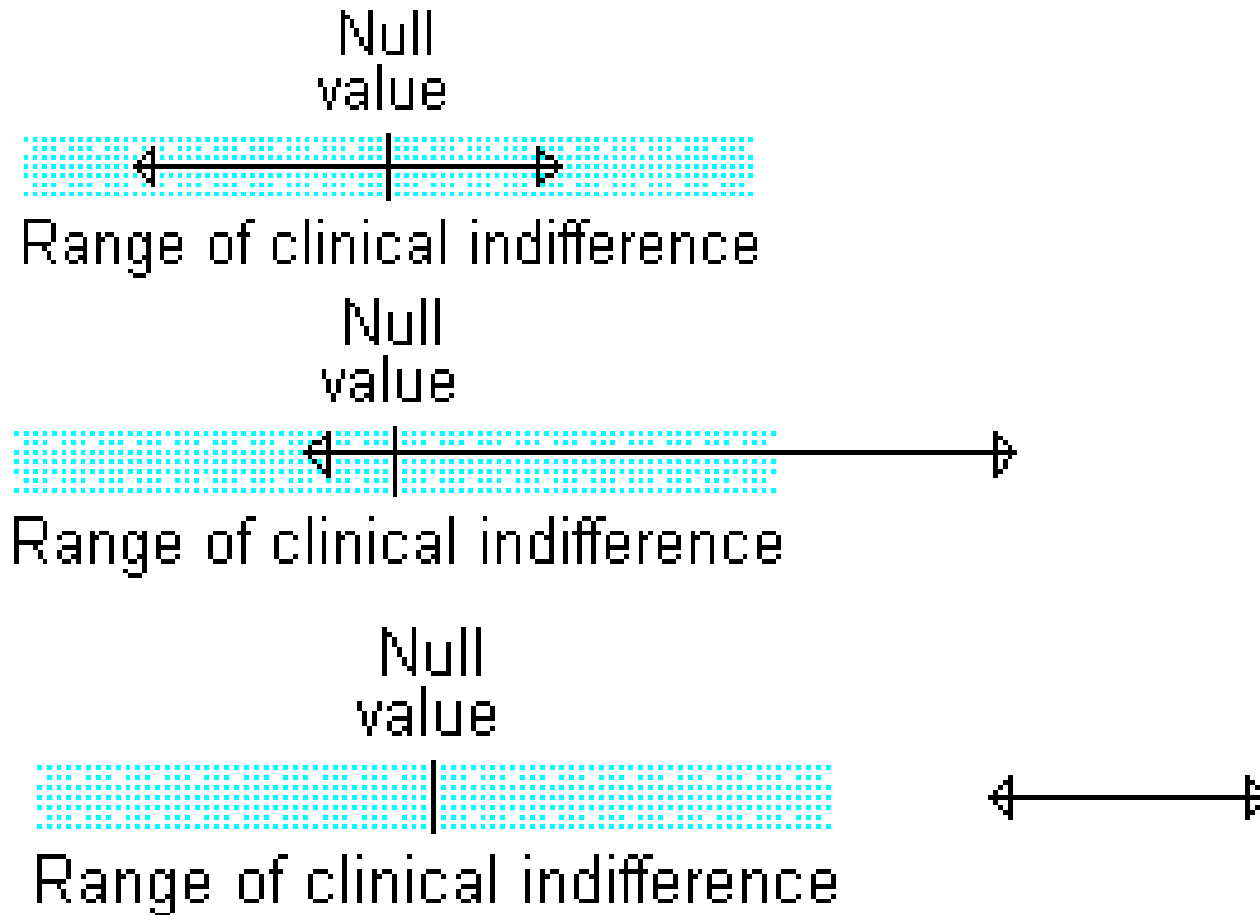 Null
value
Range of clinical indifference
Null
value
Range of clinical indifference
Null
value
Range of clinical indifference